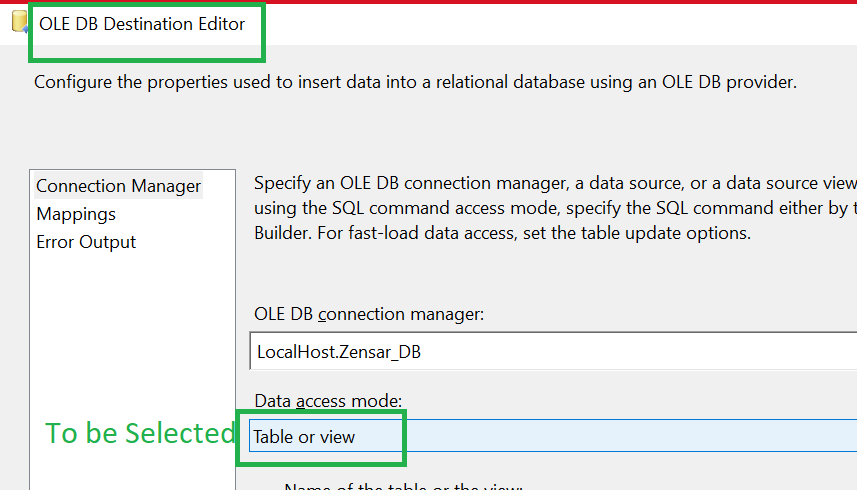 OLE DB Destination Editor
Configure the properties used to insert data into a relational database using an OLE DB provider.
Connection Manager
Mappings
Error Output
Specify an OLE DB connection manager, a data source, or a data source view
using the SQL command access mode, specify the SQL command either by t
Builder. For fast-load data access, set the table update options.
OLE DB connection manager:
LocalHost.Zensar_DB
Data access mode:
To be Selected
Table or view
Name of the table or the view: